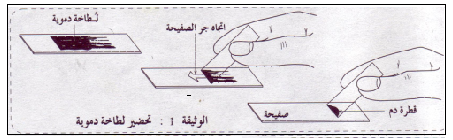 لطاخة دموية
اتجاه جر الصفيحة
قطرة دم
صفيحة
الوثيقة 1 : تحضير لطاخة دموية